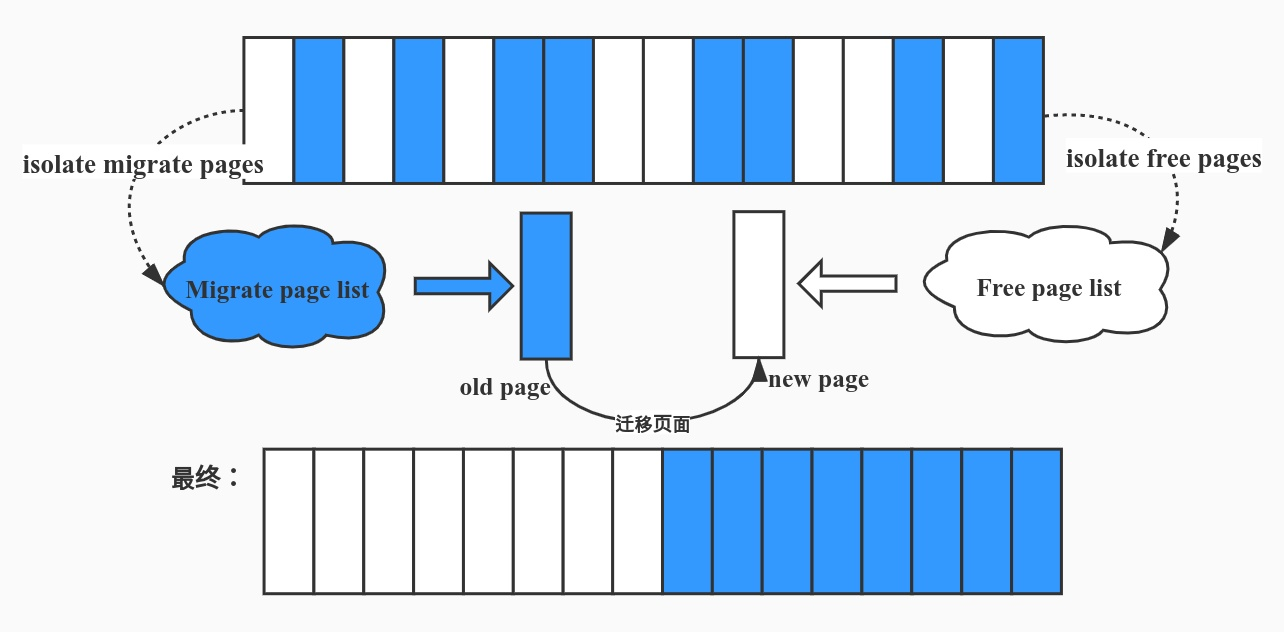 isolate migrate pages
isolate free pages
Migrate page list
Free page list
old page
new page
迁移页面
最终：